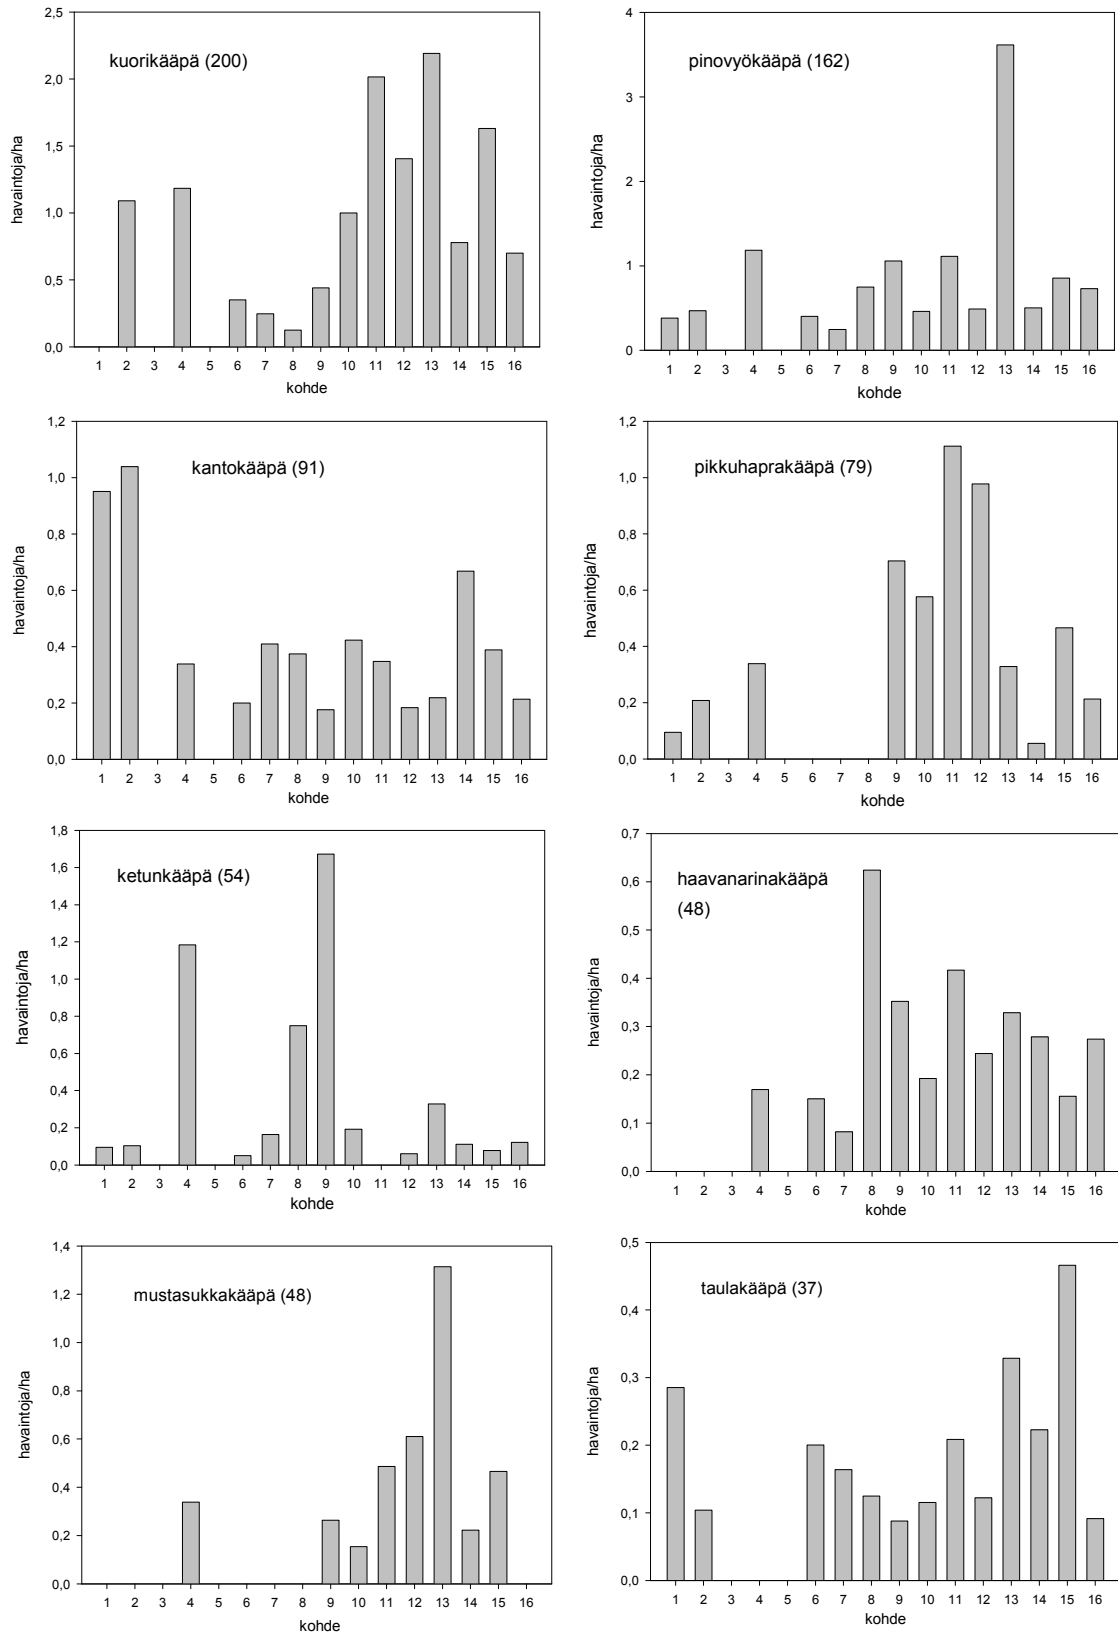 kuorikääpä (200)
havaintoja/ha
2,5
2,0
1,5
1,0
0,5
0,0
1 2 3 4 5 6 7 8 9 10 11 12 13 14 15 16
kohde
pinovyökääpä (162)
havaintoja/ha
4
3
2
1
0
1 2 3 4 5 6 7 8 9 10 11 12 13 14 15 16
kohde
kantokääpä (91)
havaintoja/ha
1,2
1,0
0,8
0,6
0,4
0,2
0,0
1 2 3 4 5 6 7 8 9 10 11 12 13 14 15 16
kohde
pikkuhaprakääpä (79)
havaintoja/ha
1,2
1,0
0,8
0,6
0,4
0,2
0,0
1 2 3 4 5 6 7 8 9 10 11 12 13 14 15 16
kohde
ketunkääpä (54)
havaintoja/ha
1,8
1,6
1,4
1,2
1,0
0,8
0,6
0,4
0,2
0,0
1 2 3 4 5 6 7 8 9 10 11 12 13 14 15 16
kohde
haavanarinakääpä
(48)
havaintoja/ha
0,7
0,6
0,5
0,4
0,3
0,2
0,1
0,0
1 2 3 4 5 6 7 8 9 10 11 12 13 14 15 16
kohde
mustasukkakääpä (48)
havaintoja/ha
1,4
1,2
1,0
0,8
0,6
0,4
0,2
0,0
1 2 3 4 5 6 7 8 9 10 11 12 13 14 15 16
kohde
taulakääpä (37)
havaintoja/ha
0,5
0,4
0,3
0,2
0,1
0,0
1 2 3 4 5 6 7 8 9 10 11 12 13 14 15 16
kohde